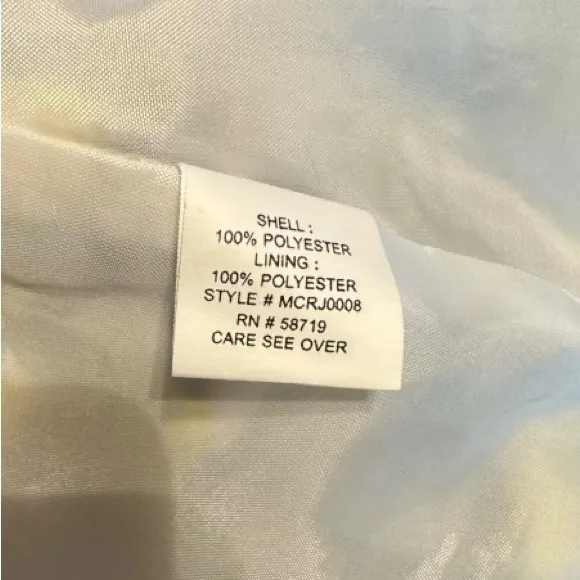 SHELL :
100% POLYESTER
LINING :
100% POLYESTER
STYLE # MCRJ0008
RN # 58719
CARE SEE OVER